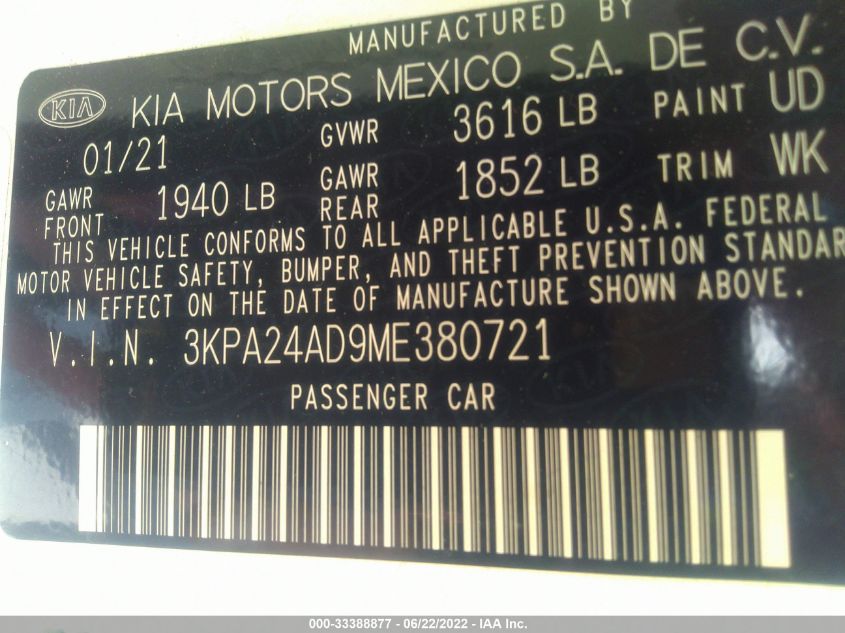 MANUFACTURED BY
KIA KIA MOTORS MEXICO S.A. DE C.V.
01/21 GVWR 3616 LB PAINT UD
GAWR FRONT 1940 LB GAWR REAR 1852 LB TRIM WK
THIS VEHICLE CONFORMS TO ALL APPLICABLE U.S.A. FEDERAL
MOTOR VEHICLE SAFETY, BUMPER, AND THEFT PREVENTION STANDAR
IN EFFECT ON THE DATE OF MANUFACTURE SHOWN ABOVE.
V.I.N. 3KPA24AD9ME380721
PASSENGER CAR
000-33388877 - 06/22/2022 - IAA Inc.